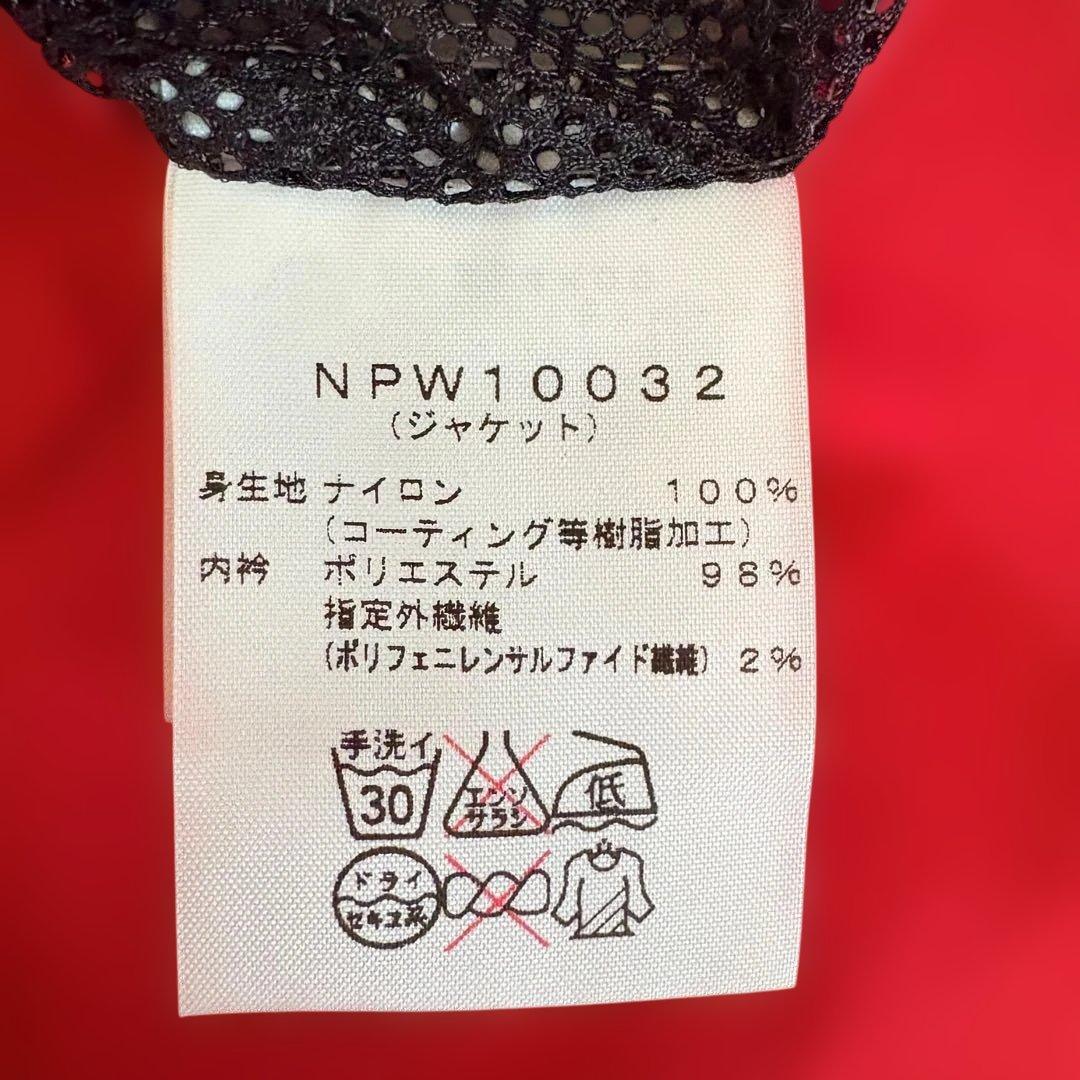 NPW10032
(ジャケット)
身生地 ナイロン 100%
(コーティング等樹脂加工)
内衿 ポリエステル 98%
指定外繊維
(ポリフェニレンサルファイド繊維) 2%
手洗イ
30
エンソ
サラシ
低
ドライ
セキユ系